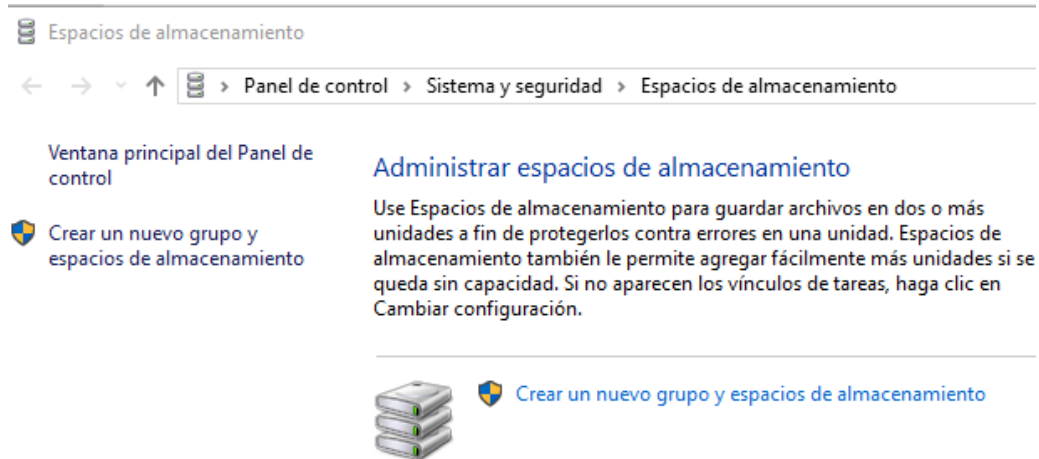 Espacios de almacenamiento
Panel de control > Sistema y seguridad > Espacios de almacenamiento
Ventana principal del Panel de
control
Crear un nuevo grupo y
espacios de almacenamiento
Administrar espacios de almacenamiento
Use Espacios de almacenamiento para guardar archivos en dos o más
unidades a fin de protegerlos contra errores en una unidad. Espacios de
almacenamiento también le permite agregar fácilmente más unidades si se
queda sin capacidad. Si no aparecen los vínculos de tareas, haga clic en
Cambiar configuración.
Crear un nuevo grupo y espacios de almacenamiento